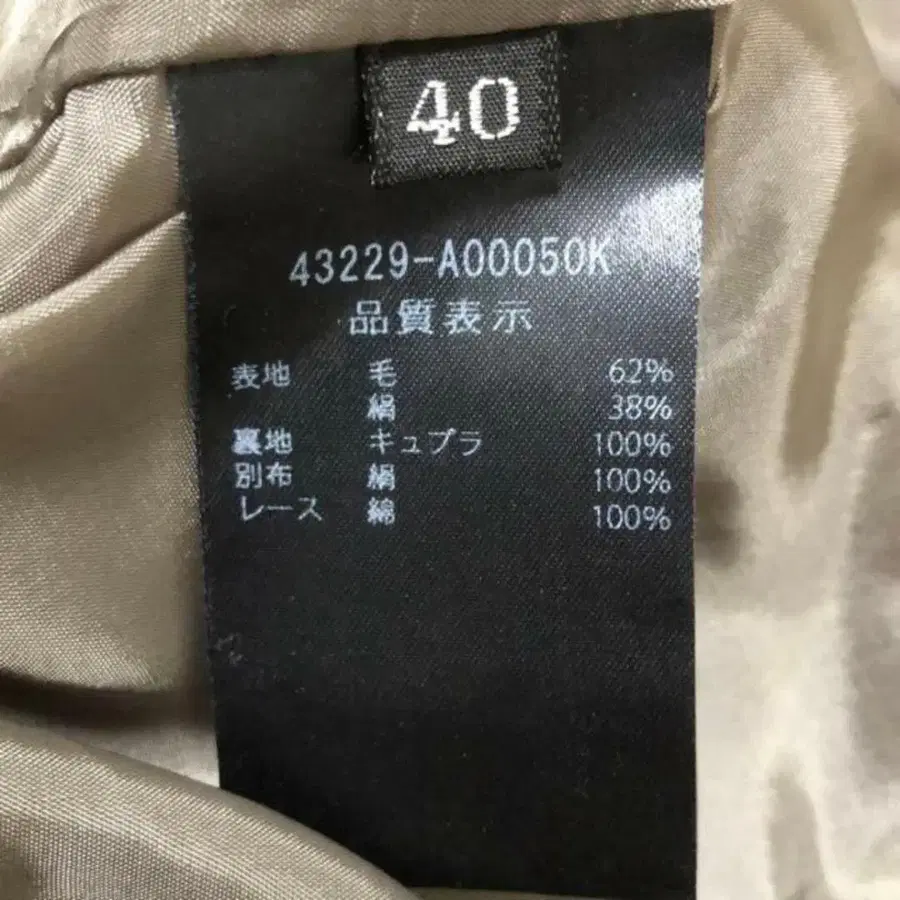 40
43229-A00050K
品質表示
表地 毛 62%
絹 38%
裏地 キュプラ 100%
別布 絹 100%
レース 綿 100%